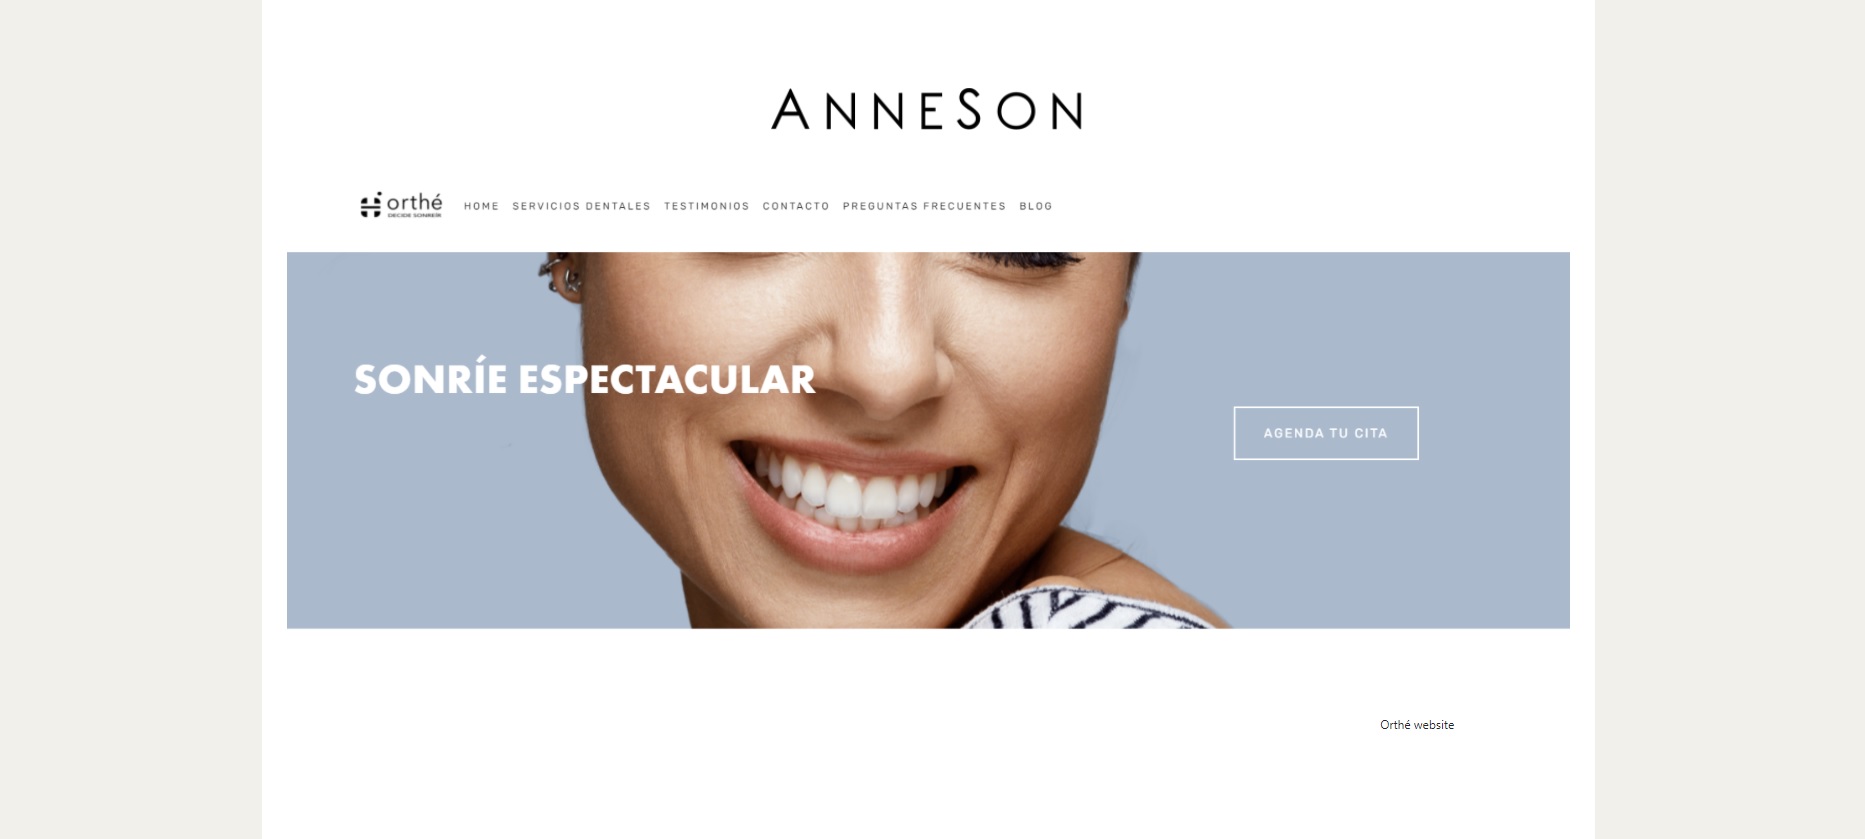 ANNESON
orthé
DECIDE SONREÍR
HOME SERVICIOS DENTALES TESTIMONIOS CONTACTO PREGUNTAS FRECUENTES BLOG
SONRÍE ESPECTACULAR
AGENDA TU CITA
Orthé website